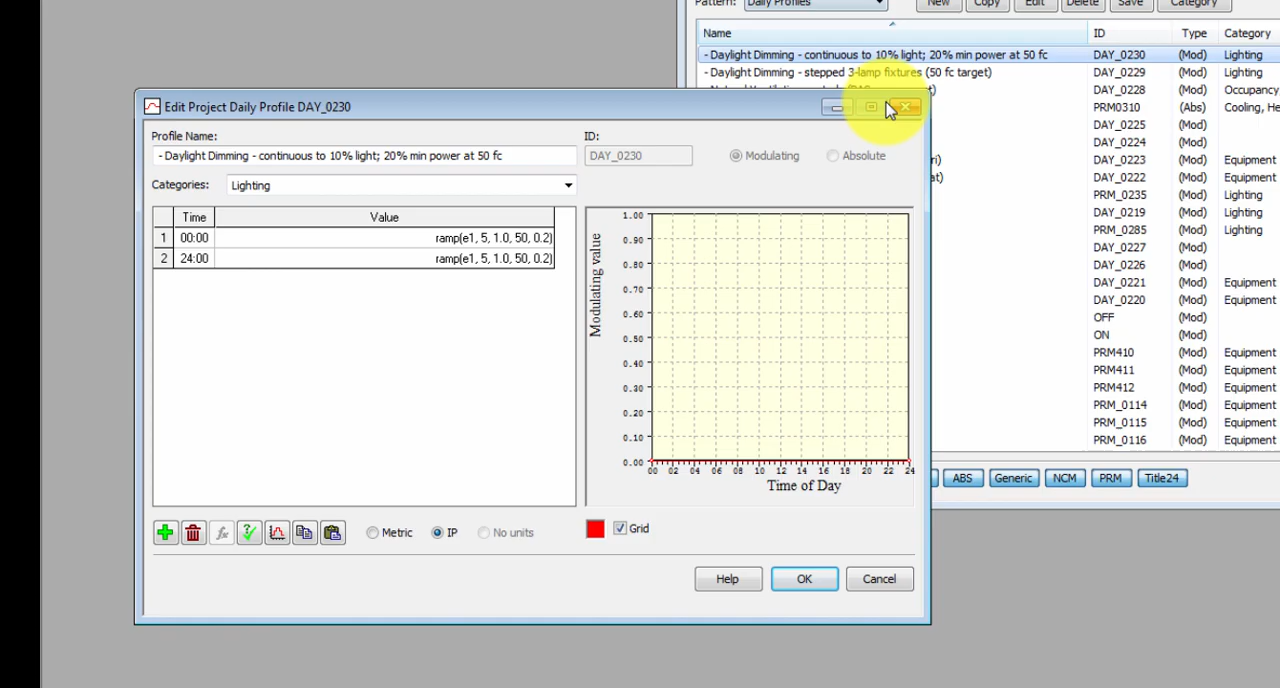 Pattern: Daily Profiles New Copy Edit Delete Save Category
Name ID Type Category
- Daylight Dimming - continuous to 10% light; 20% min power at 50 fc DAY_0230 (Mod) Lighting
- Daylight Dimming - stepped 3-lamp fixtures (50 fc target) DAY_0229 (Mod) Lighting
DAY_0228 (Mod) Occupancy,
PRM0310 (Abs) Cooling, He
DAY_0225 (Mod)
DAY_0224 (Mod)
ri) DAY_0223 (Mod) Equipment
at) DAY_0222 (Mod) Equipment
PRM_0235 (Mod) Lighting
DAY_0219 (Mod) Lighting
PRM_0285 (Mod) Lighting
DAY_0227 (Mod)
DAY_0226 (Mod)
DAY_0221 (Mod) Equipment
DAY_0220 (Mod) Equipment
OFF (Mod)
ON (Mod)
PRM410 (Mod) Equipment
PRM411 (Mod) Equipment
PRM412 (Mod) Equipment
PRM_0114 (Mod) Equipment
PRM_0115 (Mod) Equipment
PRM_0116 (Mod) Equipment
ABS Generic NCM PRM Title24
Edit Project Daily Profile DAY_0230
Profile Name: ID:
- Daylight Dimming - continuous to 10% light; 20% min power at 50 fc DAY_0230 Modulating Absolute
Categories: Lighting
Time Value
1 00:00 ramp(e1, 5, 1.0, 50, 0.2)
2 24:00 ramp(e1, 5, 1.0, 50, 0.2)
Modulating value
1.00
0.90
0.80
0.70
0.60
0.50
0.40
0.30
0.20
0.10
0.00
00 02 04 06 08 10 12 14 16 18 20 22 24
Time of Day
fx Metric IP No units Grid
Help OK Cancel